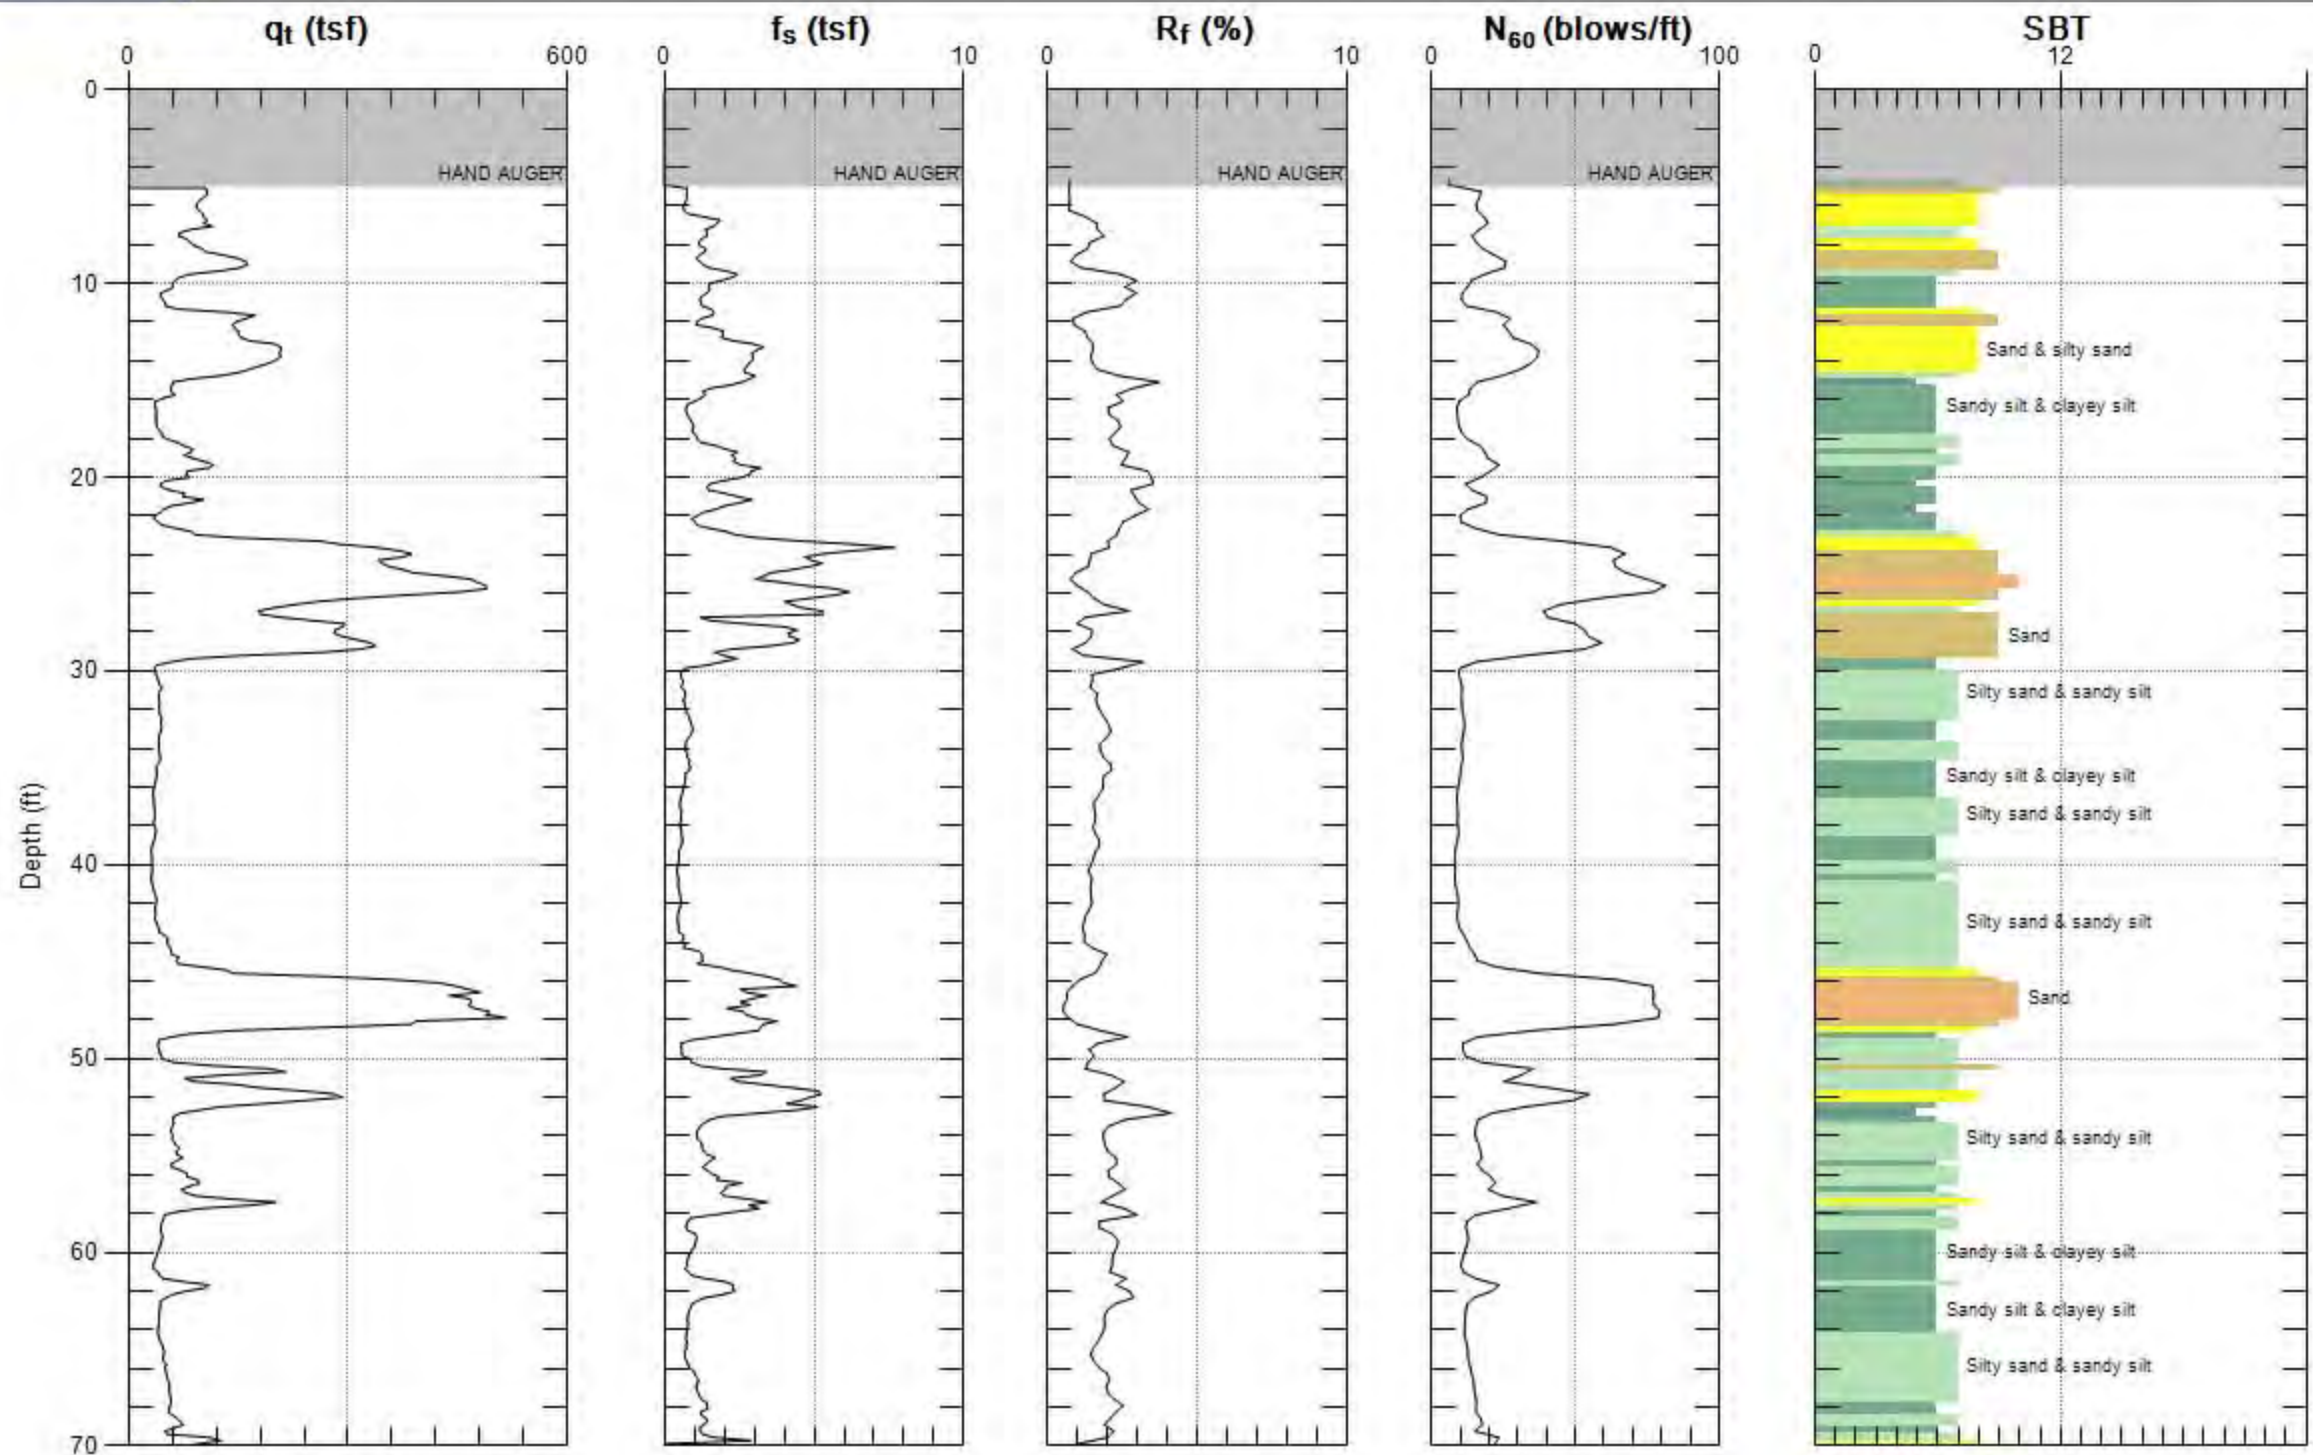 qt (tsf) fs (tsf) Rf (%) N60 (blows/ft) SBT
0 600 0 10 0 10 0 100 0 12
0
HAND AUGER HAND AUGER HAND AUGER HAND AUGER
10
Sand & silty sand
Sandy silt & clayey silt
20
Sand
30
Silty sand & sandy silt
Sandy silt & clayey silt
Silty sand & sandy silt
Depth (ft)
40
Silty sand & sandy silt
Sand
50
Silty sand & sandy silt
60
Sandy silt & clayey silt
Sandy silt & clayey silt
Silty sand & sandy silt
70